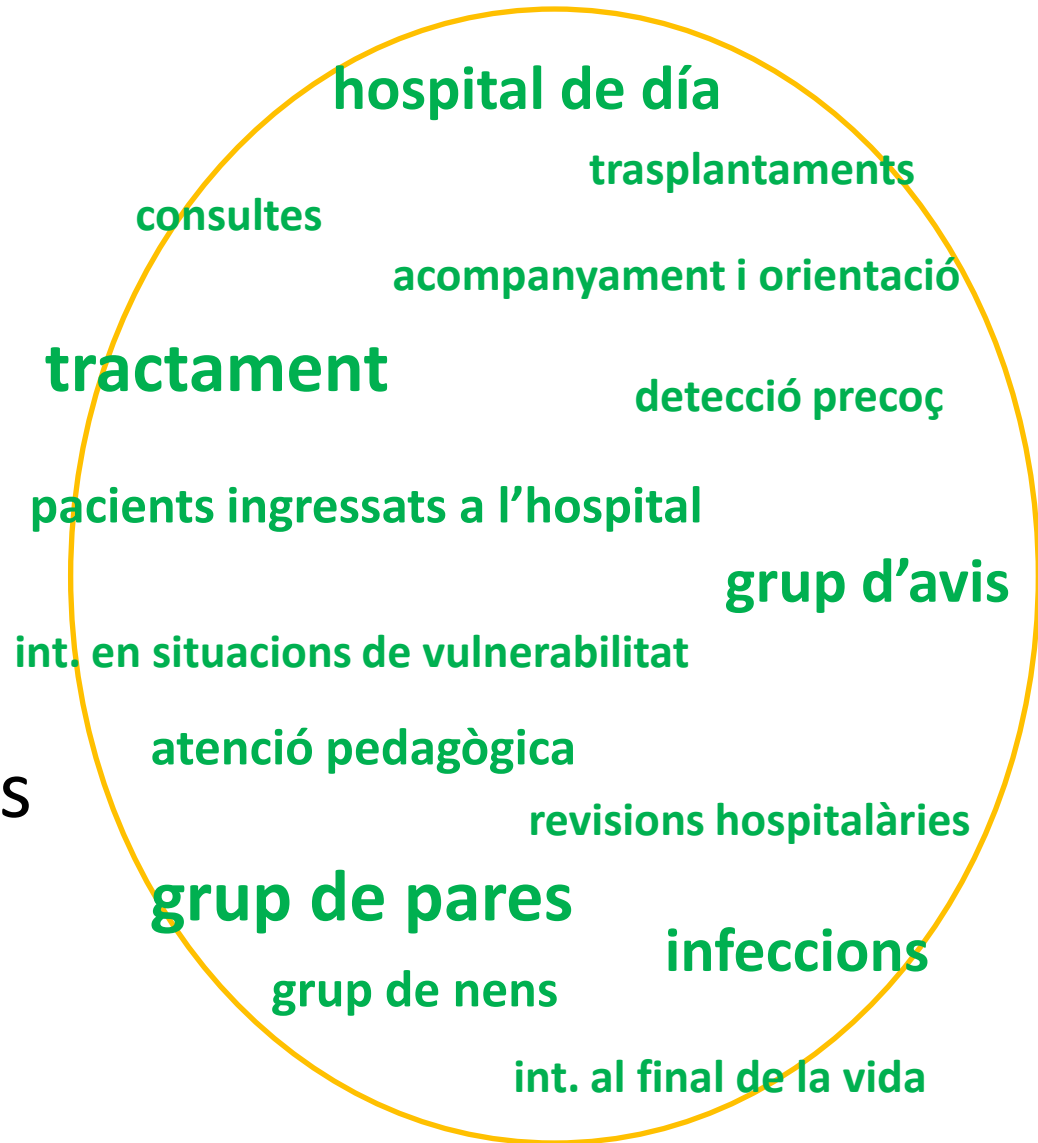 hospital de día
trasplantaments
consultes
acompanyament i orientació
tractament
detecció precoç
pacients ingressats a l’hospital
grup d’avis
int. en situacions de vulnerabilitat
atenció pedagògica
s
revisions hospitalàries
grup de pares
infeccions
grup de nens
int. al final de la vida